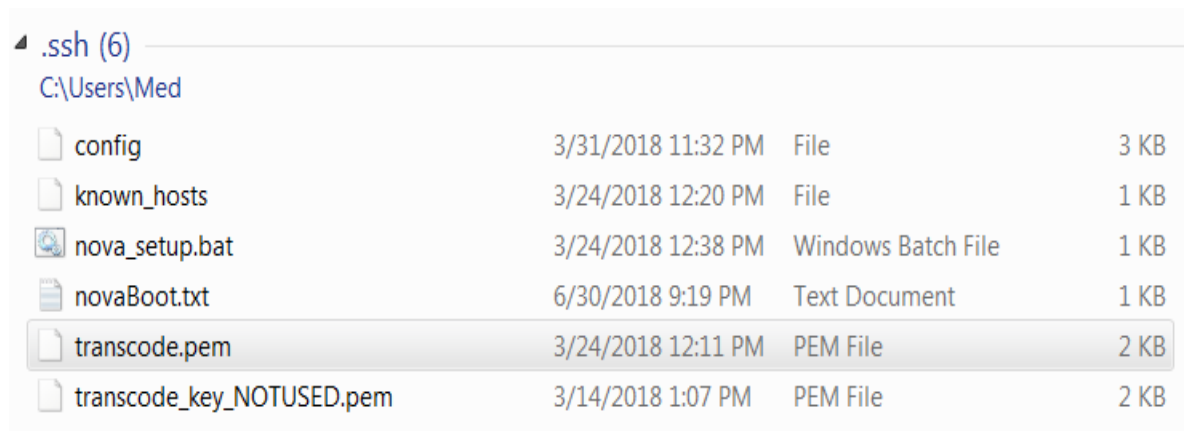 .ssh (6)
C:\Users\Med
config 3/31/2018 11:32 PM File 3 KB
known_hosts 3/24/2018 12:20 PM File 1 KB
nova_setup.bat 3/24/2018 12:38 PM Windows Batch File 1 KB
novaBoot.txt 6/30/2018 9:19 PM Text Document 1 KB
transcode.pem 3/24/2018 12:11 PM PEM File 2 KB
transcode_key_NOTUSED.pem 3/14/2018 1:07 PM PEM File 2 KB